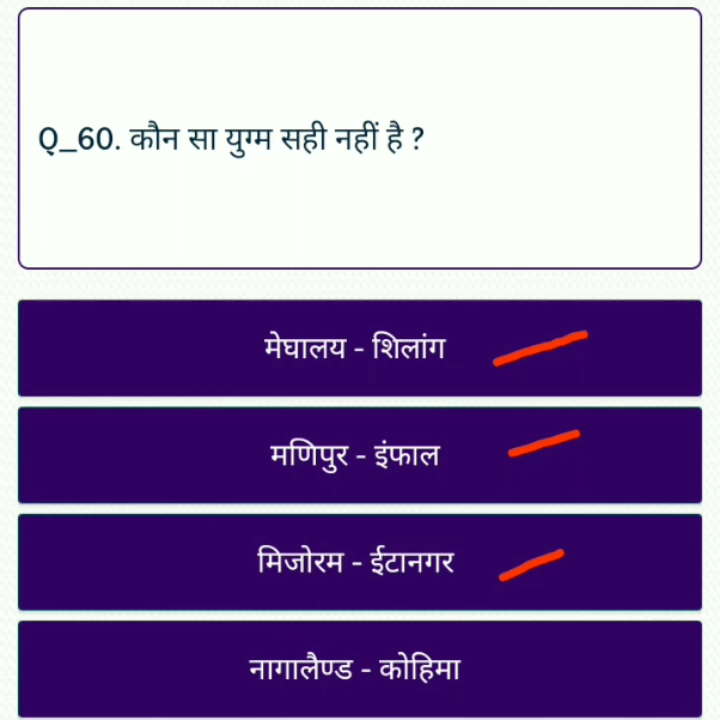 Q_60. कौन सा युग्म सही नहीं है ?
मेघालय - शिलांग
मणिपुर - इंफाल
मिजोरम - ईटानगर
नागालैण्ड - कोहिमा